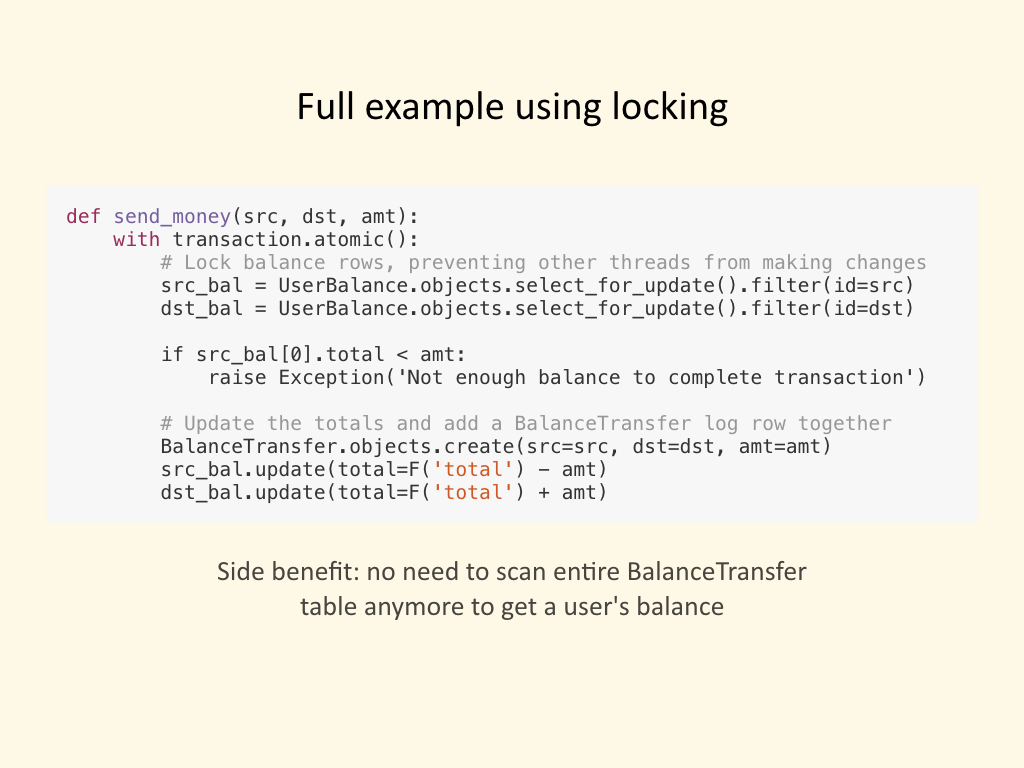 Full example using locking
def send_money(src, dst, amt):
    with transaction.atomic():
        # Lock balance rows, preventing other threads from making changes
        src_bal = UserBalance.objects.select_for_update().filter(id=src)
        dst_bal = UserBalance.objects.select_for_update().filter(id=dst)

        if src_bal[0].total < amt:
            raise Exception('Not enough balance to complete transaction')

        # Update the totals and add a BalanceTransfer log row together
        BalanceTransfer.objects.create(src=src, dst=dst, amt=amt)
        src_bal.update(total=F('total') − amt)
        dst_bal.update(total=F('total') + amt)
Side benefit: no need to scan entire BalanceTransfer
table anymore to get a user's balance